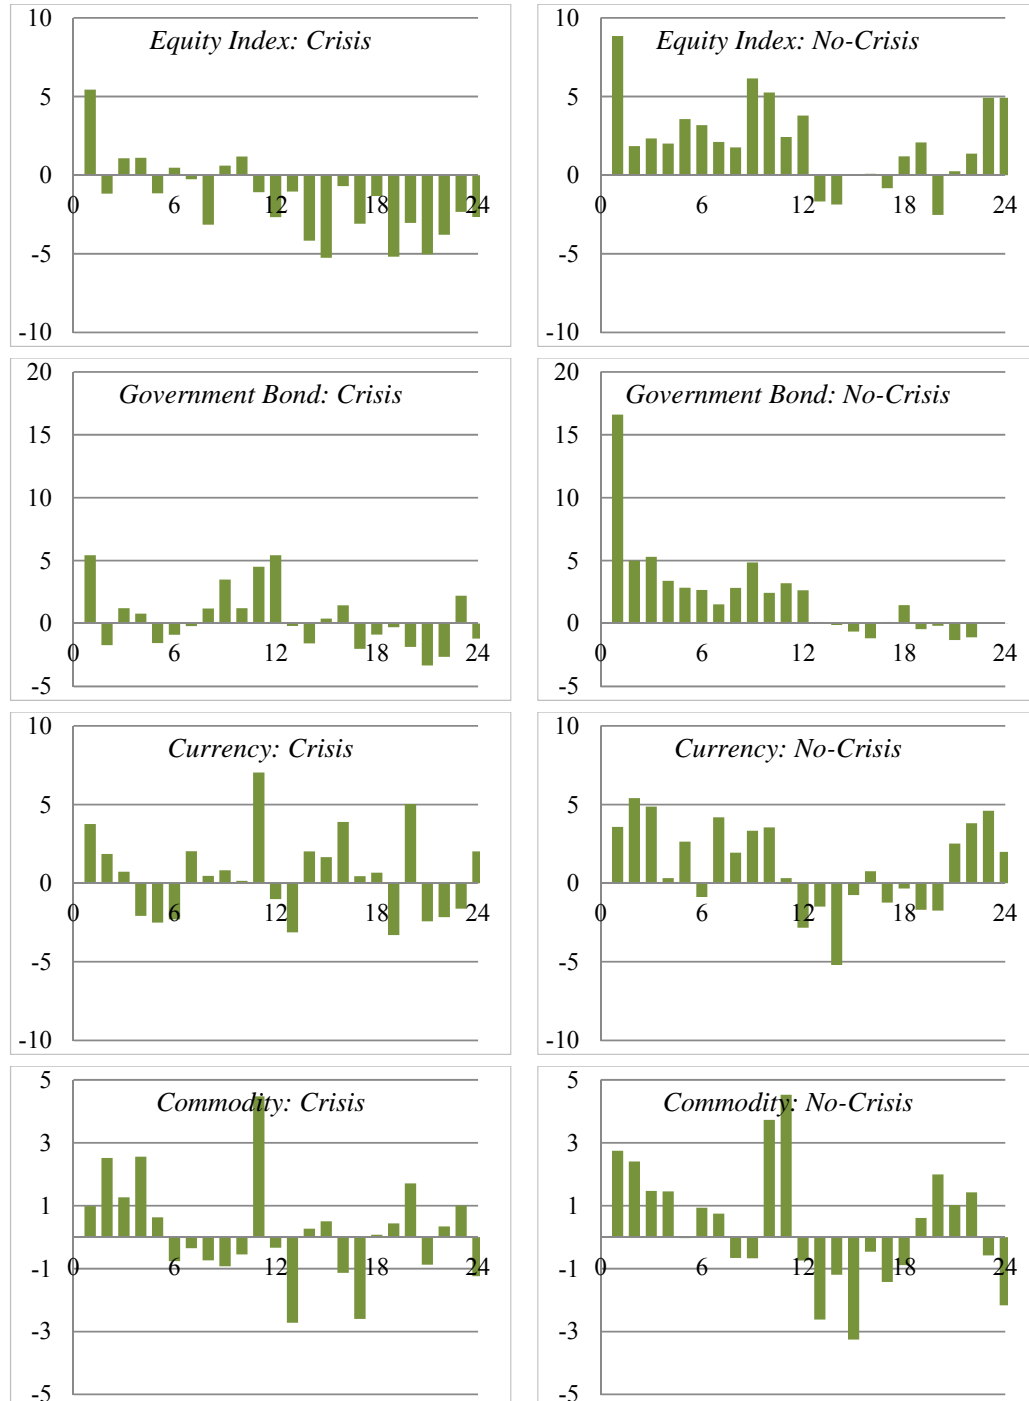 10
Equity Index: Crisis
5
0
0 6 12 18 24
-5
-10
10
Equity Index: No-Crisis
5
0
0 6 12 18 24
-5
-10
20
Government Bond: Crisis
15
10
5
0
0 6 12 18 24
-5
20
Government Bond: No-Crisis
15
10
5
0
0 6 12 18 24
-5
10
Currency: Crisis
5
0
0 6 12 18 24
-5
-10
10
Currency: No-Crisis
5
0
0 6 12 18 24
-5
-10
5
Commodity: Crisis
3
1
-1
0 6 12 18 24
-3
-5
5
Commodity: No-Crisis
3
1
-1
0 6 12 18 24
-3
-5